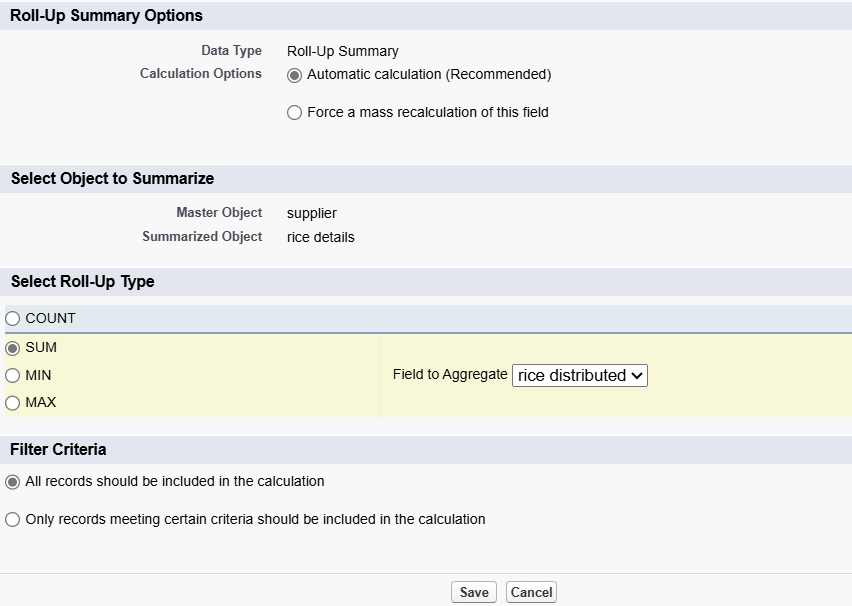 Roll-Up Summary Options
Data Type Roll-Up Summary
Calculation Options Automatic calculation (Recommended)
Force a mass recalculation of this field
Select Object to Summarize
Master Object supplier
Summarized Object rice details
Select Roll-Up Type
COUNT
SUM
MIN
Field to Aggregate rice distributed
MAX
Filter Criteria
All records should be included in the calculation
Only records meeting certain criteria should be included in the calculation
Save Cancel